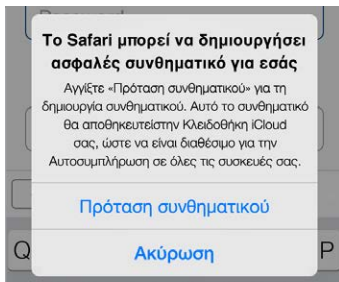 Password
Το Safari μπορεί να δημιουργήσει
ασφαλές συνθηματικό για εσάς
Αγγίξτε «Πρόταση συνθηματικού» για τη
δημιουργία συνθηματικού. Αυτό το συνθηματικό
θα αποθηκευτείστην Κλειδοθήκη iCloud
σας, ώστε να είναι διαθέσιμο για την
Αυτοσυμπλήρωση σε όλες τις συσκευές σας.
Πρόταση συνθηματικού
Q P
Ακύρωση